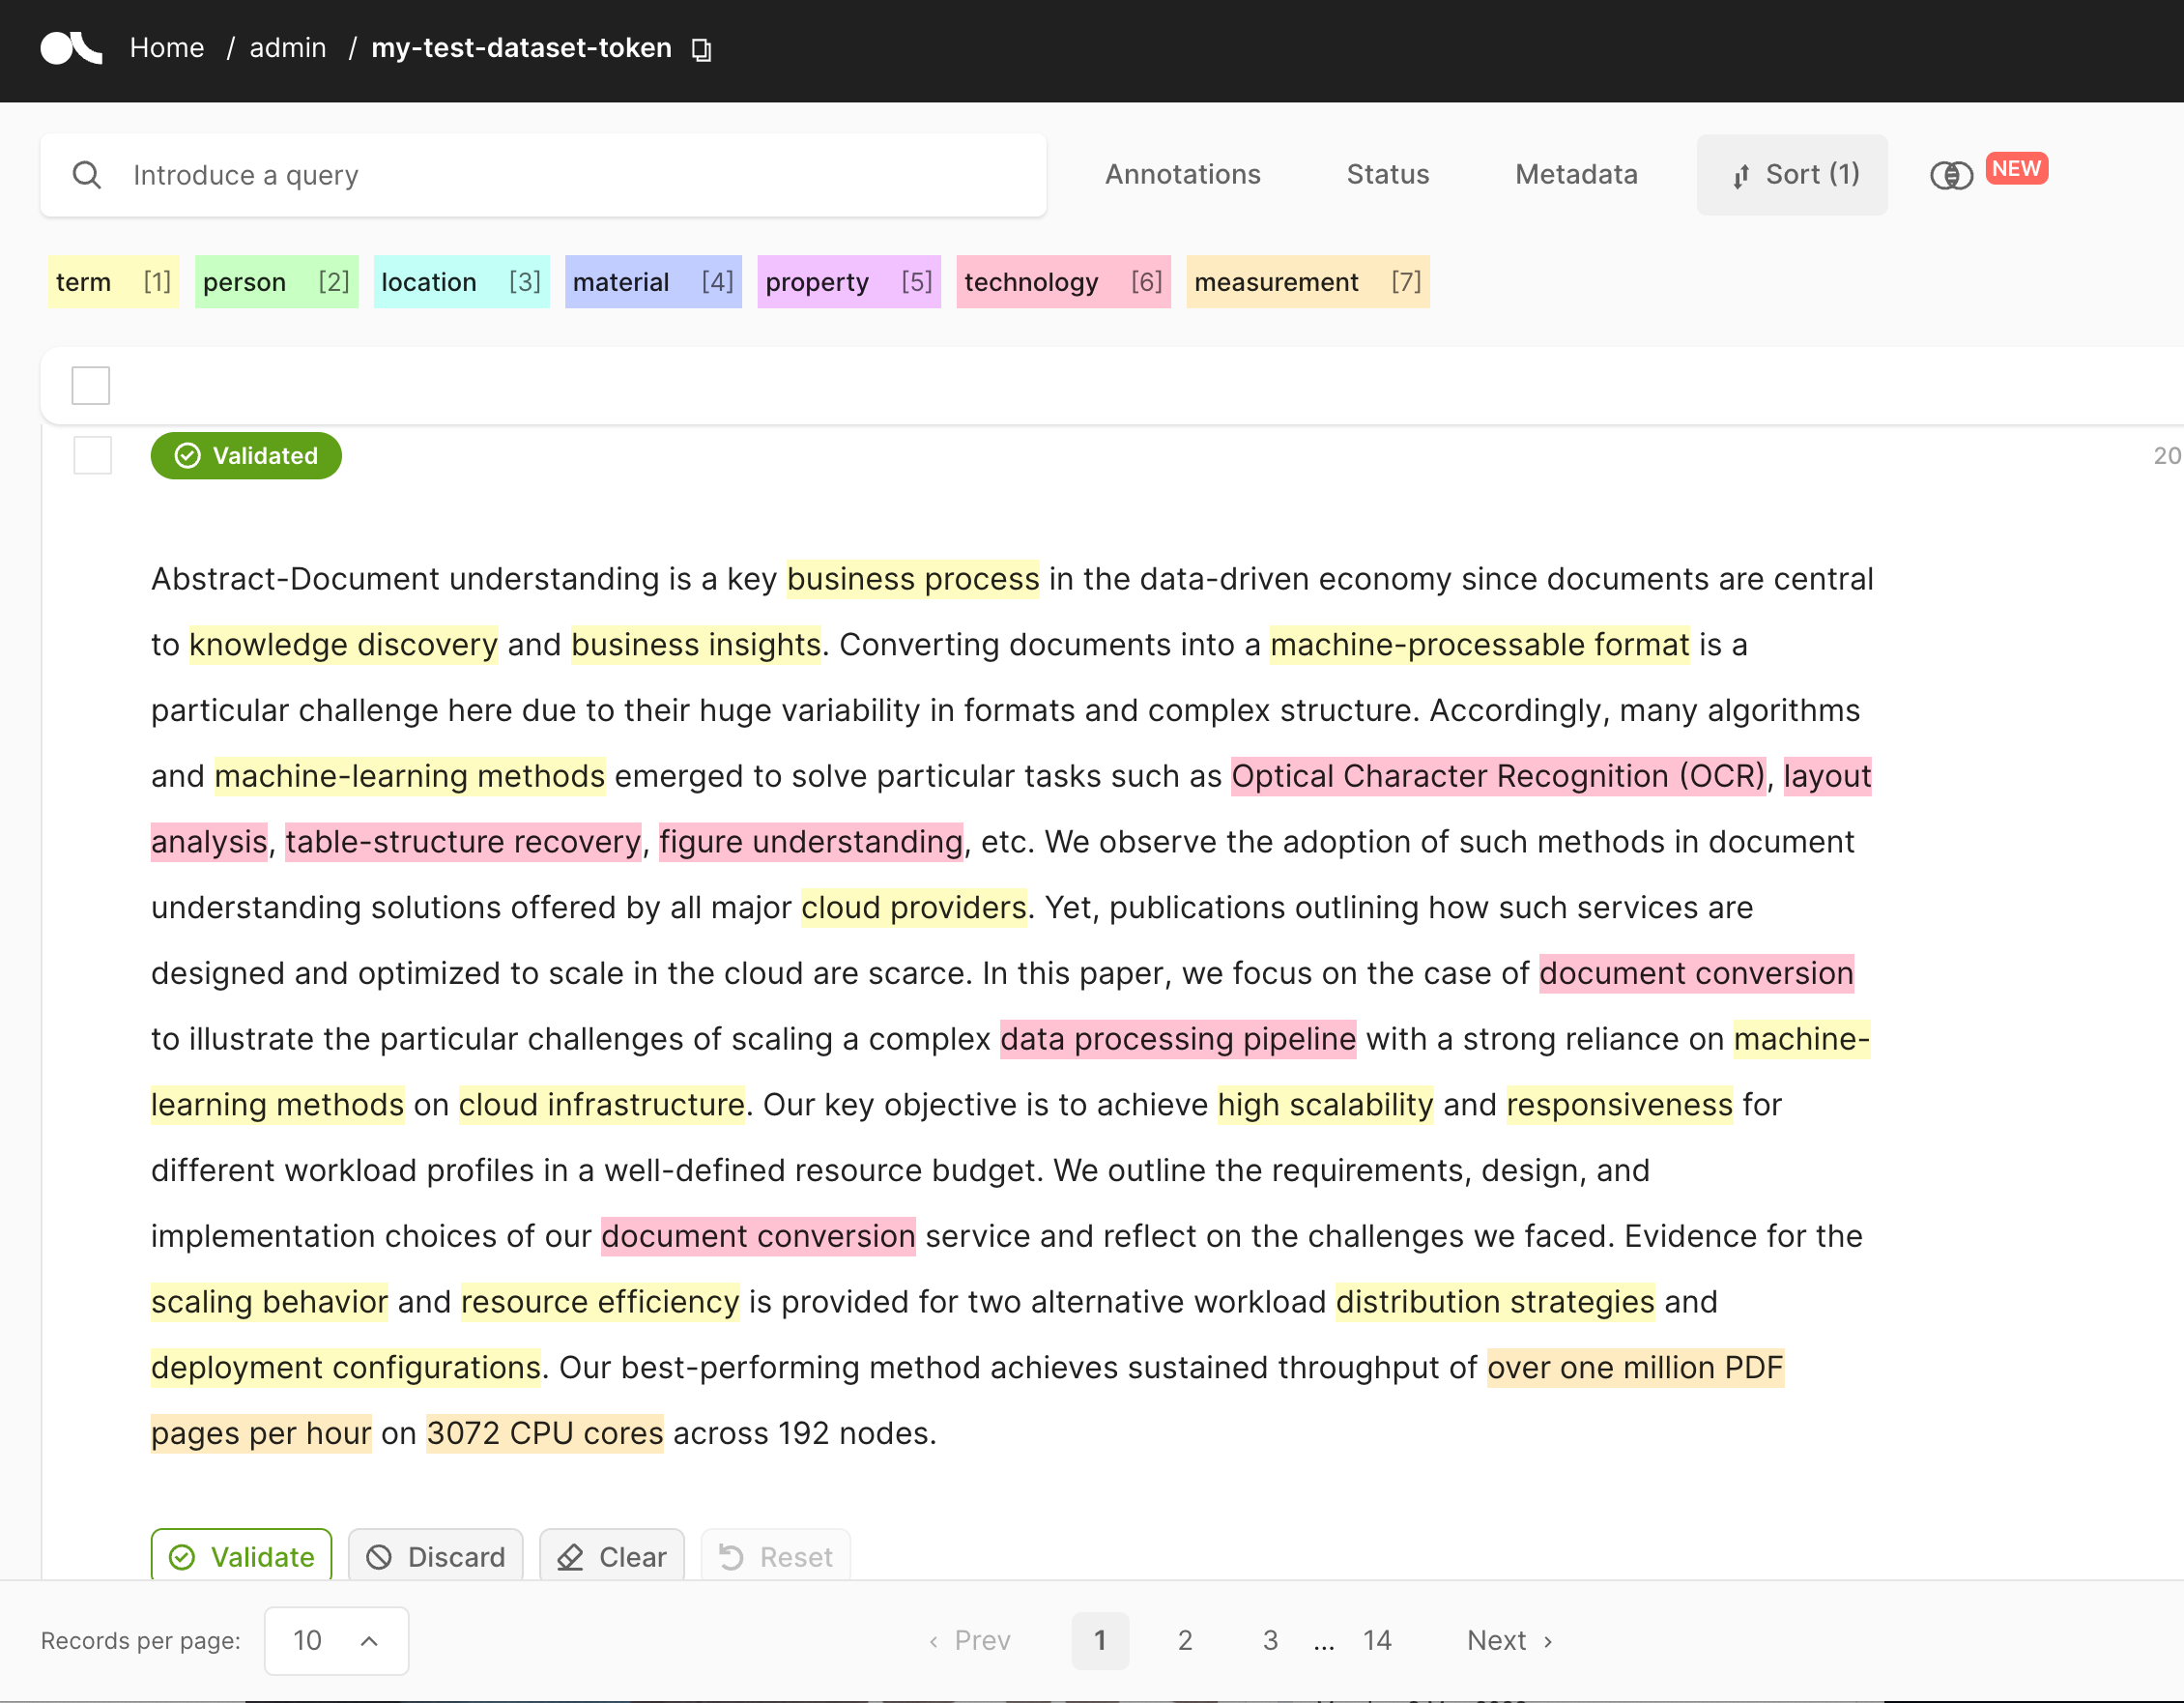 Home / admin / my-test-dataset-token
Introduce a query
Annotations Status Metadata Sort (1) NEW
term [1] person [2] location [3] material [4] property [5] technology [6] measurement [7]
Validated
20
Abstract-Document understanding is a key business process in the data-driven economy since documents are central
to knowledge discovery and business insights. Converting documents into a machine-processable format is a
particular challenge here due to their huge variability in formats and complex structure. Accordingly, many algorithms
and machine-learning methods emerged to solve particular tasks such as Optical Character Recognition (OCR), layout
analysis, table-structure recovery, figure understanding, etc. We observe the adoption of such methods in document
understanding solutions offered by all major cloud providers. Yet, publications outlining how such services are
designed and optimized to scale in the cloud are scarce. In this paper, we focus on the case of document conversion
to illustrate the particular challenges of scaling a complex data processing pipeline with a strong reliance on machine-
learning methods on cloud infrastructure. Our key objective is to achieve high scalability and responsiveness for
different workload profiles in a well-defined resource budget. We outline the requirements, design, and
implementation choices of our document conversion service and reflect on the challenges we faced. Evidence for the
scaling behavior and resource efficiency is provided for two alternative workload distribution strategies and
deployment configurations. Our best-performing method achieves sustained throughput of over one million PDF
pages per hour on 3072 CPU cores across 192 nodes.
Validate Discard Clear Reset
Records per page: 10 ‹ Prev 1 2 3 ... 14 Next ›